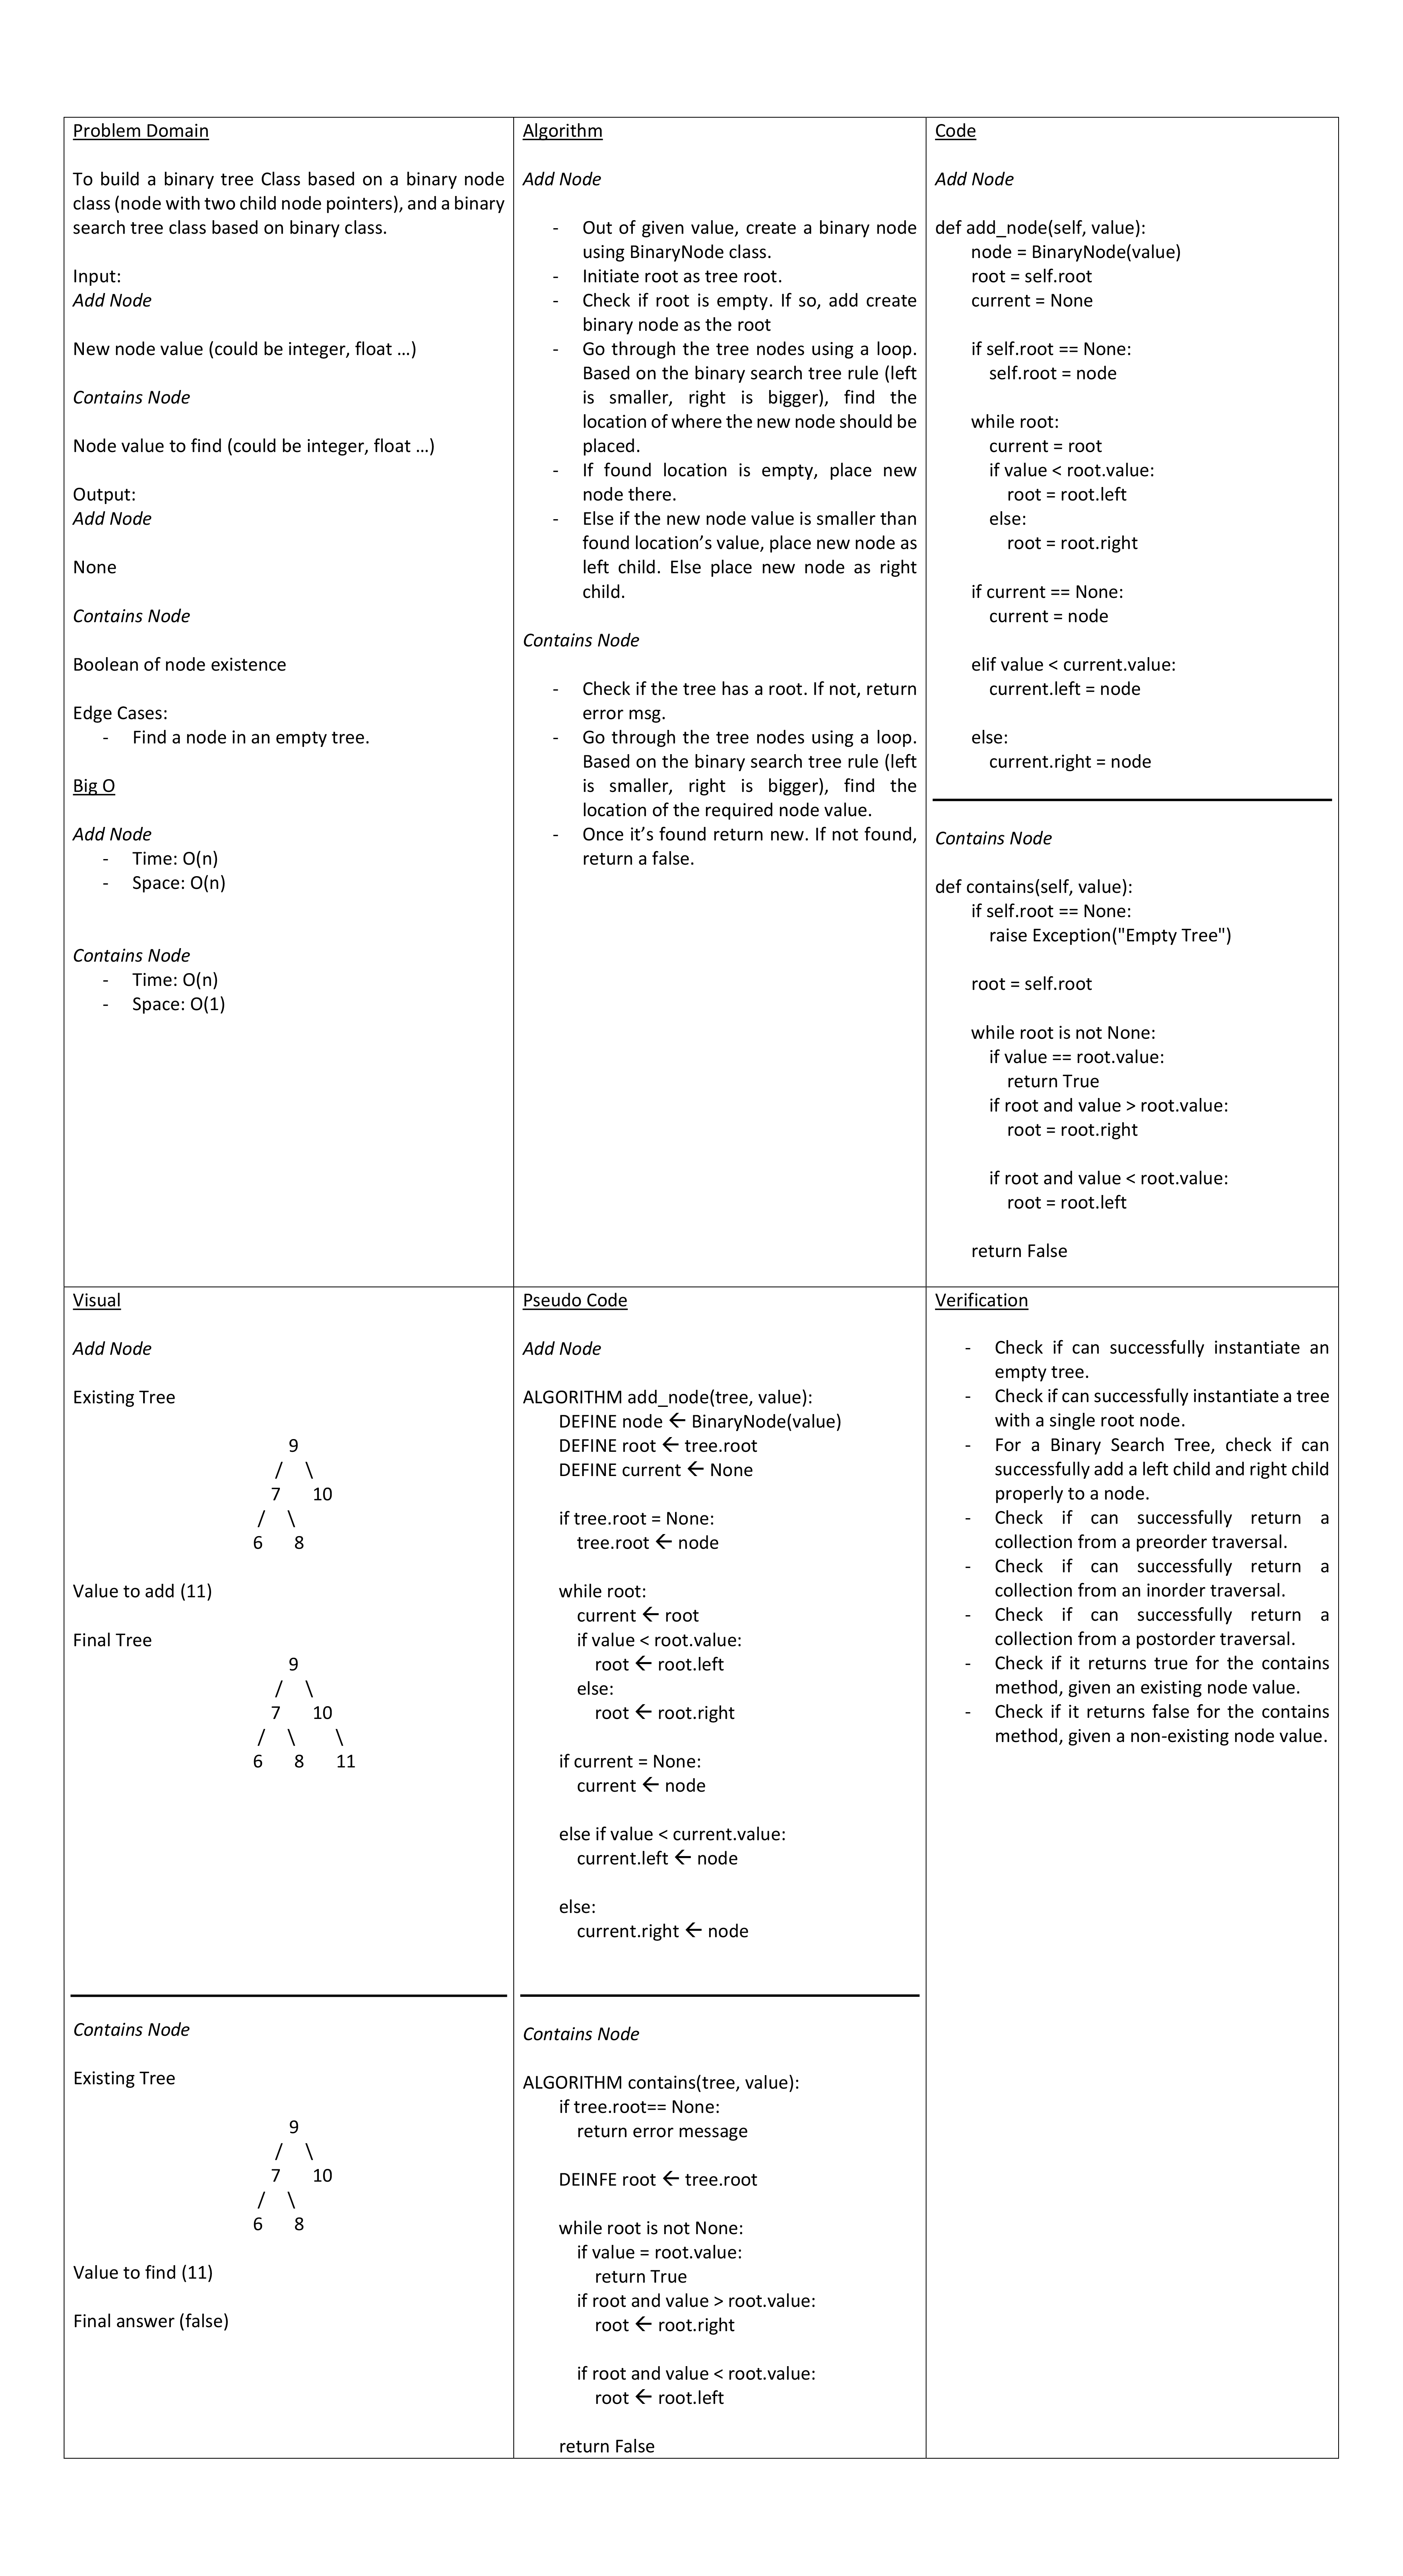 Problem Domain
To build a binary tree Class based on a binary node
class (node with two child node pointers), and a binary
search tree class based on binary class.
Input:
Add Node
New node value (could be integer, float ...)
Contains Node
Node value to find (could be integer, float ...)
Output:
Add Node
None
Contains Node
Boolean of node existence
Edge Cases:
- Find a node in an empty tree.
Big O
Add Node
- Time: O(n)
- Space: O(n)
Contains Node
- Time: O(n)
- Space: O(1)
Algorithm
Add Node
- Out of given value, create a binary node
using BinaryNode class.
- Initiate root as tree root.
- Check if root is empty. If so, add create
binary node as the root
- Go through the tree nodes using a loop.
Based on the binary search tree rule (left
is smaller, right is bigger), find the
location of where the new node should be
placed.
- If found location is empty, place new
node there.
- Else if the new node value is smaller than
found location’s value, place new node as
left child. Else place new node as right
child.
Contains Node
- Check if the tree has a root. If not, return
error msg.
- Go through the tree nodes using a loop.
Based on the binary search tree rule (left
is smaller, right is bigger), find the
location of the required node value.
- Once it’s found return new. If not found,
return a false.
Code
Add Node
def add_node(self, value):
node = BinaryNode(value)
root = self.root
current = None
if self.root == None:
self.root = node
while root:
current = root
if value < root.value:
root = root.left
else:
root = root.right
if current == None:
current = node
elif value < current.value:
current.left = node
else:
current.right = node
Contains Node
def contains(self, value):
if self.root == None:
raise Exception("Empty Tree")
root = self.root
while root is not None:
if value == root.value:
return True
if root and value > root.value:
root = root.right
if root and value < root.value:
root = root.left
return False
Visual
Add Node
Existing Tree
9
/ \
7 10
/ \
6 8
Value to add (11)
Final Tree
9
/ \
7 10
/ \ \
6 8 11
Contains Node
Existing Tree
9
/ \
7 10
/ \
6 8
Value to find (11)
Final answer (false)
Pseudo Code
Add Node
ALGORITHM add_node(tree, value):
DEFINE node ← BinaryNode(value)
DEFINE root ← tree.root
DEFINE current ← None
if tree.root = None:
tree.root ← node
while root:
current ← root
if value < root.value:
root ← root.left
else:
root ← root.right
if current = None:
current ← node
else if value < current.value:
current.left ← node
else:
current.right ← node
Contains Node
ALGORITHM contains(tree, value):
if tree.root== None:
return error message
DEINFE root ← tree.root
while root is not None:
if value = root.value:
return True
if root and value > root.value:
root ← root.right
if root and value < root.value:
root ← root.left
return False
Verification
- Check if can successfully instantiate an
empty tree.
- Check if can successfully instantiate a tree
with a single root node.
- For a Binary Search Tree, check if can
successfully add a left child and right child
properly to a node.
- Check if can successfully return a
collection from a preorder traversal.
- Check if can successfully return a
collection from an inorder traversal.
- Check if can successfully return a
collection from a postorder traversal.
- Check if it returns true for the contains
method, given an existing node value.
- Check if it returns false for the contains
method, given a non-existing node value.